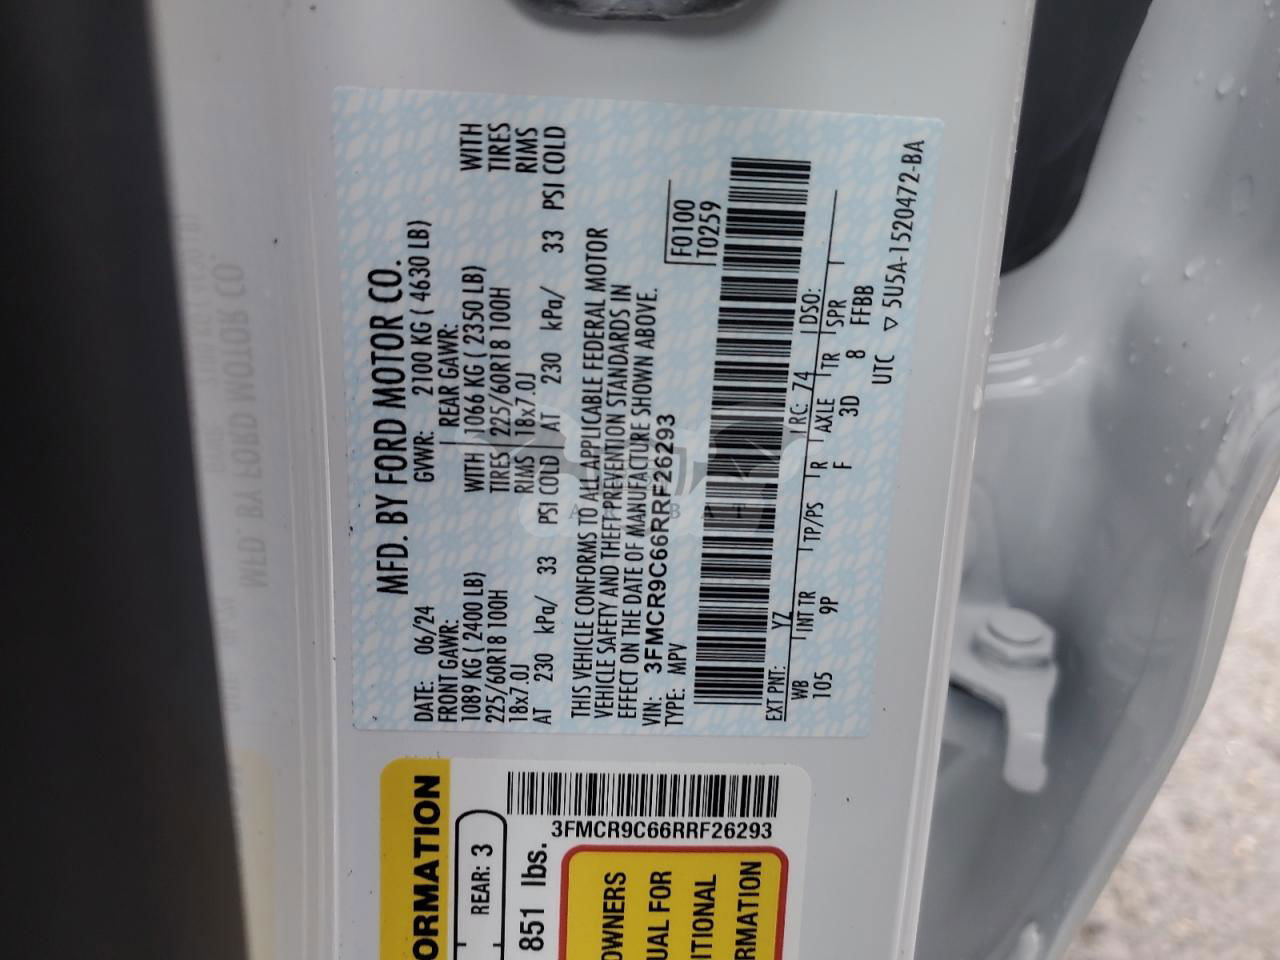 MFD. BY FORD MOTOR CO.
DATE: 06/24 GVWR: 2100 KG ( 4630 LB)
FRONT GAWR: REAR GAWR:
1089 KG ( 2400 LB) WITH 1066 KG ( 2350 LB) WITH
225/60R18 100H TIRES 225/60R18 100H TIRES
18x7.0J RIMS 18x7.0J RIMS
AT 230 kPa/ 33 PSI COLD AT 230 kPa/ 33 PSI COLD
THIS VEHICLE CONFORMS TO ALL APPLICABLE FEDERAL MOTOR
VEHICLE SAFETY AND THEFT PREVENTION STANDARDS IN
EFFECT ON THE DATE OF MANUFACTURE SHOWN ABOVE.
VIN: 3FMCR9C66RRF26293 F0100
TYPE: MPV T0259
EXT PNT: YZ RC: 74 DSO:
WB INT TR TP/PS R AXLE TR SPR
105 9P F 3D 8 FFBB
UTC ▽ 5U5A-1520472-BA
ORMATION
REAR: 3
851 lbs.
3FMCR9C66RRF26293
OWNERS
UAL FOR
ITIONAL
RMATION